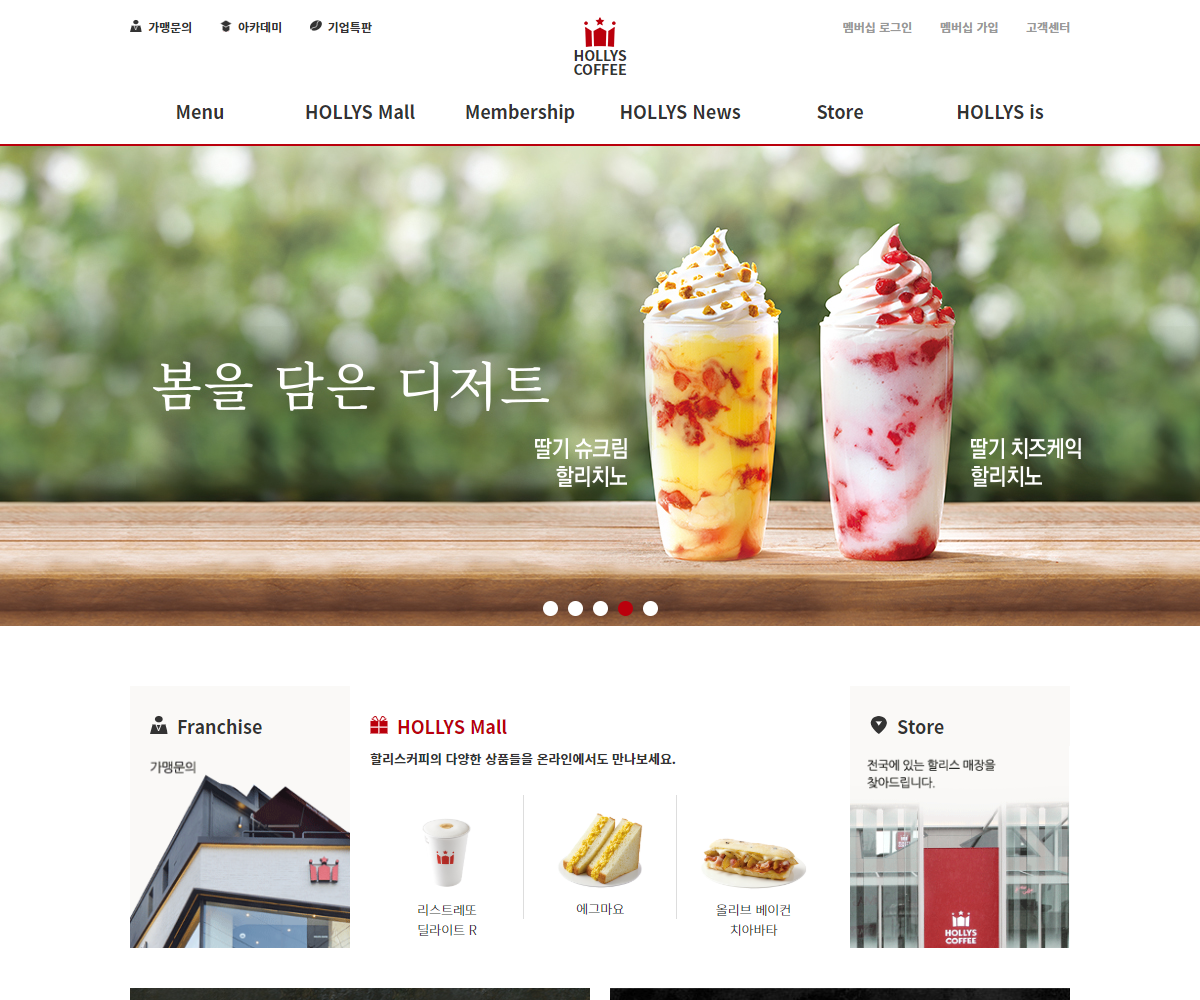 가맹문의 아카데미 기업특판
HOLLYS
COFFEE
멤버십 로그인 멤버십 가입 고객센터
Menu HOLLYS Mall Membership HOLLYS News Store HOLLYS is
봄을 담은 디저트
딸기 슈크림
할리치노
딸기 치즈케익
할리치노
Franchise
가맹문의
HOLLYS Mall
할리스커피의 다양한 상품들을 온라인에서도 만나보세요.
리스트레또
딜라이트 R
에그마요
올리브 베이컨
치아바타
Store
전국에 있는 할리스 매장을
찾아드립니다.
HOLLYS
COFFEE